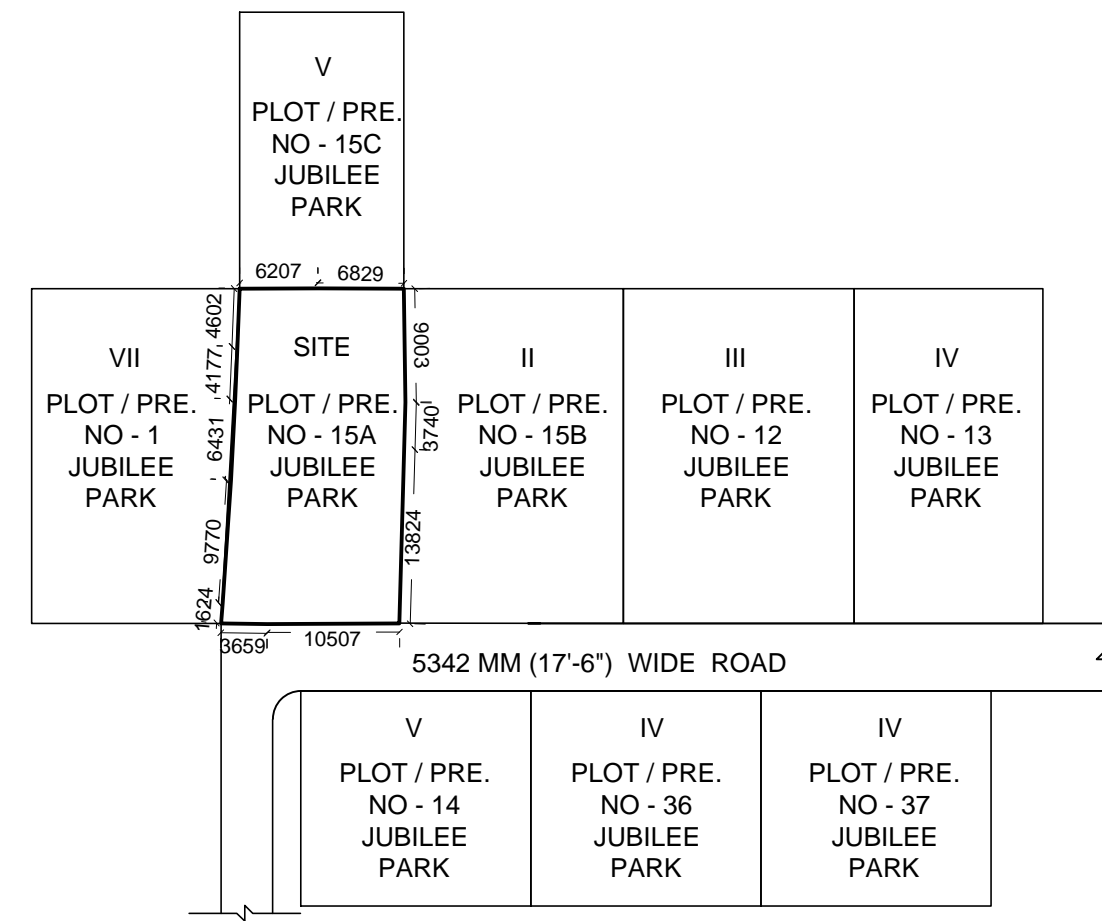 V
PLOT / PRE.
NO - 15C
JUBILEE
PARK
6207
6829
4602
4177
6431
9770
1624
9003
3740
13824
3659
10507
VII
PLOT / PRE.
NO - 1
JUBILEE
PARK
SITE
PLOT / PRE.
NO - 15A
JUBILEE
PARK
II
PLOT / PRE.
NO - 15B
JUBILEE
PARK
III
PLOT / PRE.
NO - 12
JUBILEE
PARK
IV
PLOT / PRE.
NO - 13
JUBILEE
PARK
5342 MM (17'-6") WIDE ROAD
V
PLOT / PRE.
NO - 14
JUBILEE
PARK
IV
PLOT / PRE.
NO - 36
JUBILEE
PARK
IV
PLOT / PRE.
NO - 37
JUBILEE
PARK